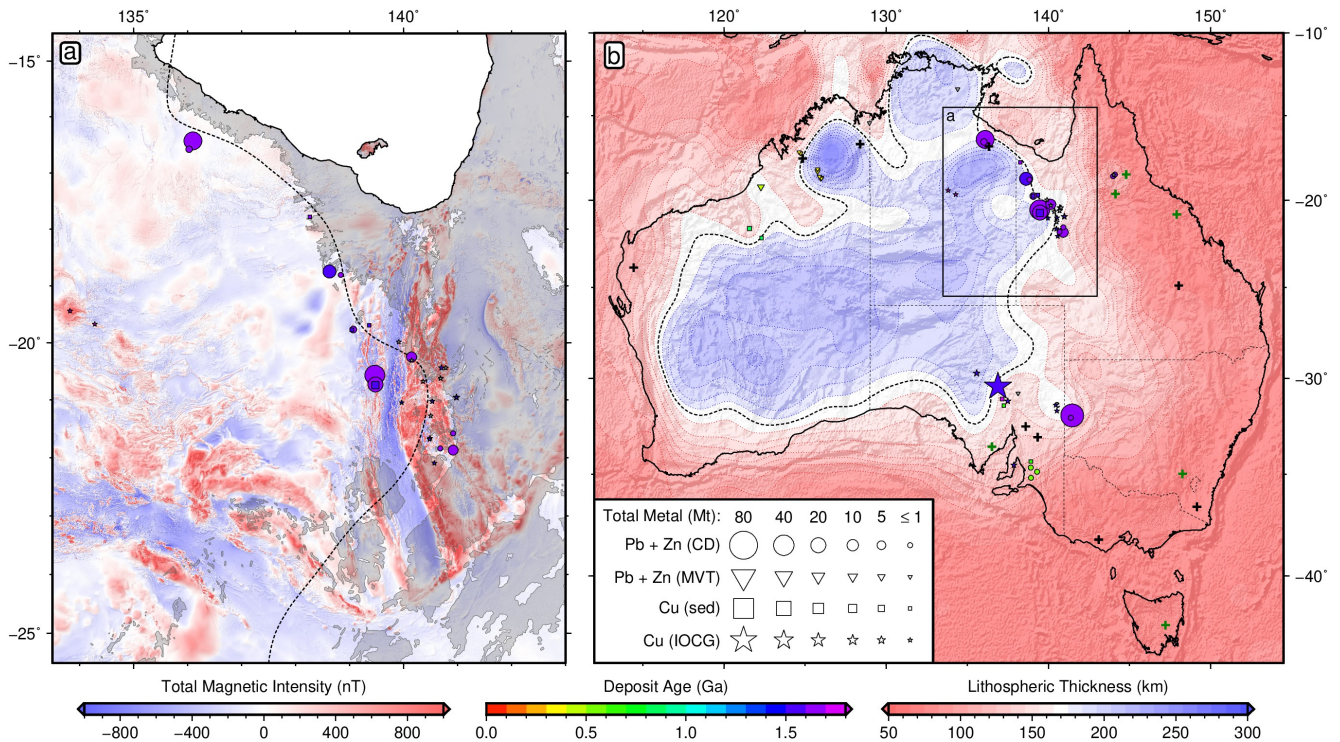 135˚ 140˚ 120˚ 130˚ 140˚ 150˚
a
−15˚
−20˚
−25˚
b
a
−10˚
−20˚
−30˚
−40˚
Total Metal (Mt): 80 40 20 10 5 ≤ 1
Pb + Zn (CD)
Pb + Zn (MVT)
Cu (sed)
Cu (IOCG)
Total Magnetic Intensity (nT)
−800 −400 0 400 800
Deposit Age (Ga)
0.0 0.5 1.0 1.5
Lithospheric Thickness (km)
50 100 150 200 250 300